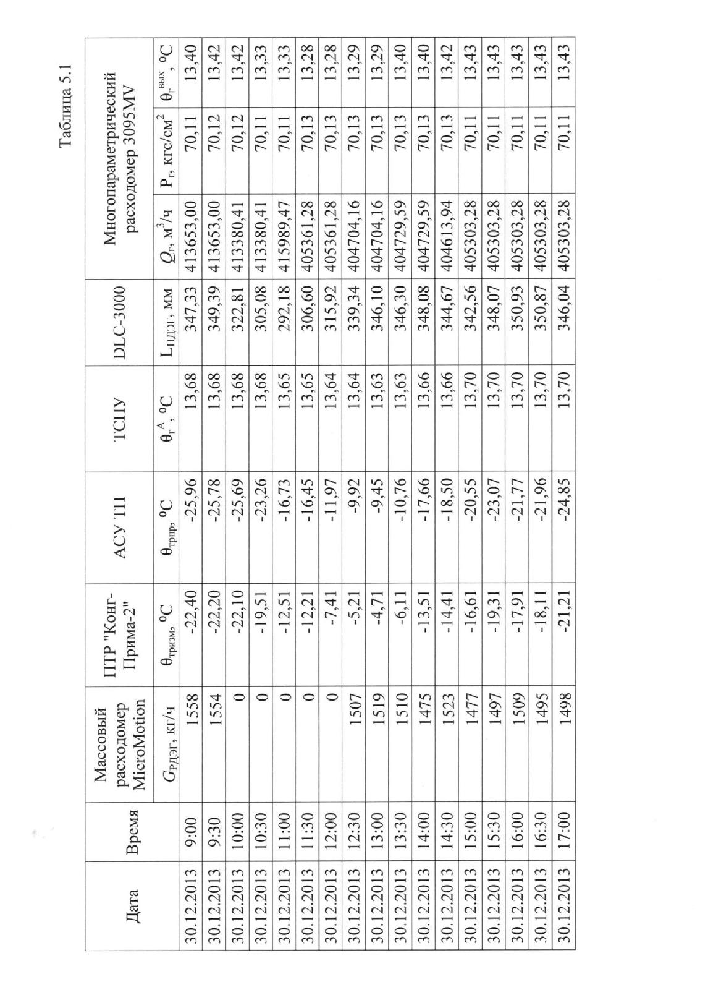 Таблица 5.1
Дата Время Массовый расходомер MicroMotion ПТР "Конг-Прима-2" АСУ ТП ТСПУ DLC-3000 Многопараметрический расходомер 3095MV
GРДЭГ, кг/ч θтризм, ºС θтрпр, ºС θгА, ºС LНДЭГ, мм Qг, м³/ч Pг, кгс/см² θгвых, ºС
30.12.2013 9:00 1558 -22,40 -25,96 13,68 347,33 413653,00 70,11 13,40
30.12.2013 9:30 1554 -22,20 -25,78 13,68 349,39 413653,00 70,12 13,42
30.12.2013 10:00 0 -22,10 -25,69 13,68 322,81 413380,41 70,12 13,42
30.12.2013 10:30 0 -19,51 -23,26 13,68 305,08 413380,41 70,11 13,33
30.12.2013 11:00 0 -12,51 -16,73 13,65 292,18 415989,47 70,11 13,33
30.12.2013 11:30 0 -12,21 -16,45 13,65 306,60 405361,28 70,13 13,28
30.12.2013 12:00 0 -7,41 -11,97 13,64 315,92 405361,28 70,13 13,28
30.12.2013 12:30 1507 -5,21 -9,92 13,64 339,34 404704,16 70,13 13,29
30.12.2013 13:00 1519 -4,71 -9,45 13,63 346,10 404704,16 70,13 13,29
30.12.2013 13:30 1510 -6,11 -10,76 13,63 346,30 404729,59 70,13 13,40
30.12.2013 14:00 1475 -13,51 -17,66 13,66 348,08 404729,59 70,13 13,40
30.12.2013 14:30 1523 -14,41 -18,50 13,66 344,67 404613,94 70,13 13,42
30.12.2013 15:00 1477 -16,61 -20,55 13,70 342,56 405303,28 70,11 13,43
30.12.2013 15:30 1497 -19,31 -23,07 13,70 348,07 405303,28 70,11 13,43
30.12.2013 16:00 1509 -17,91 -21,77 13,70 350,93 405303,28 70,11 13,43
30.12.2013 16:30 1495 -18,11 -21,96 13,70 350,87 405303,28 70,11 13,43
30.12.2013 17:00 1498 -21,21 -24,85 13,70 346,04 405303,28 70,11 13,43